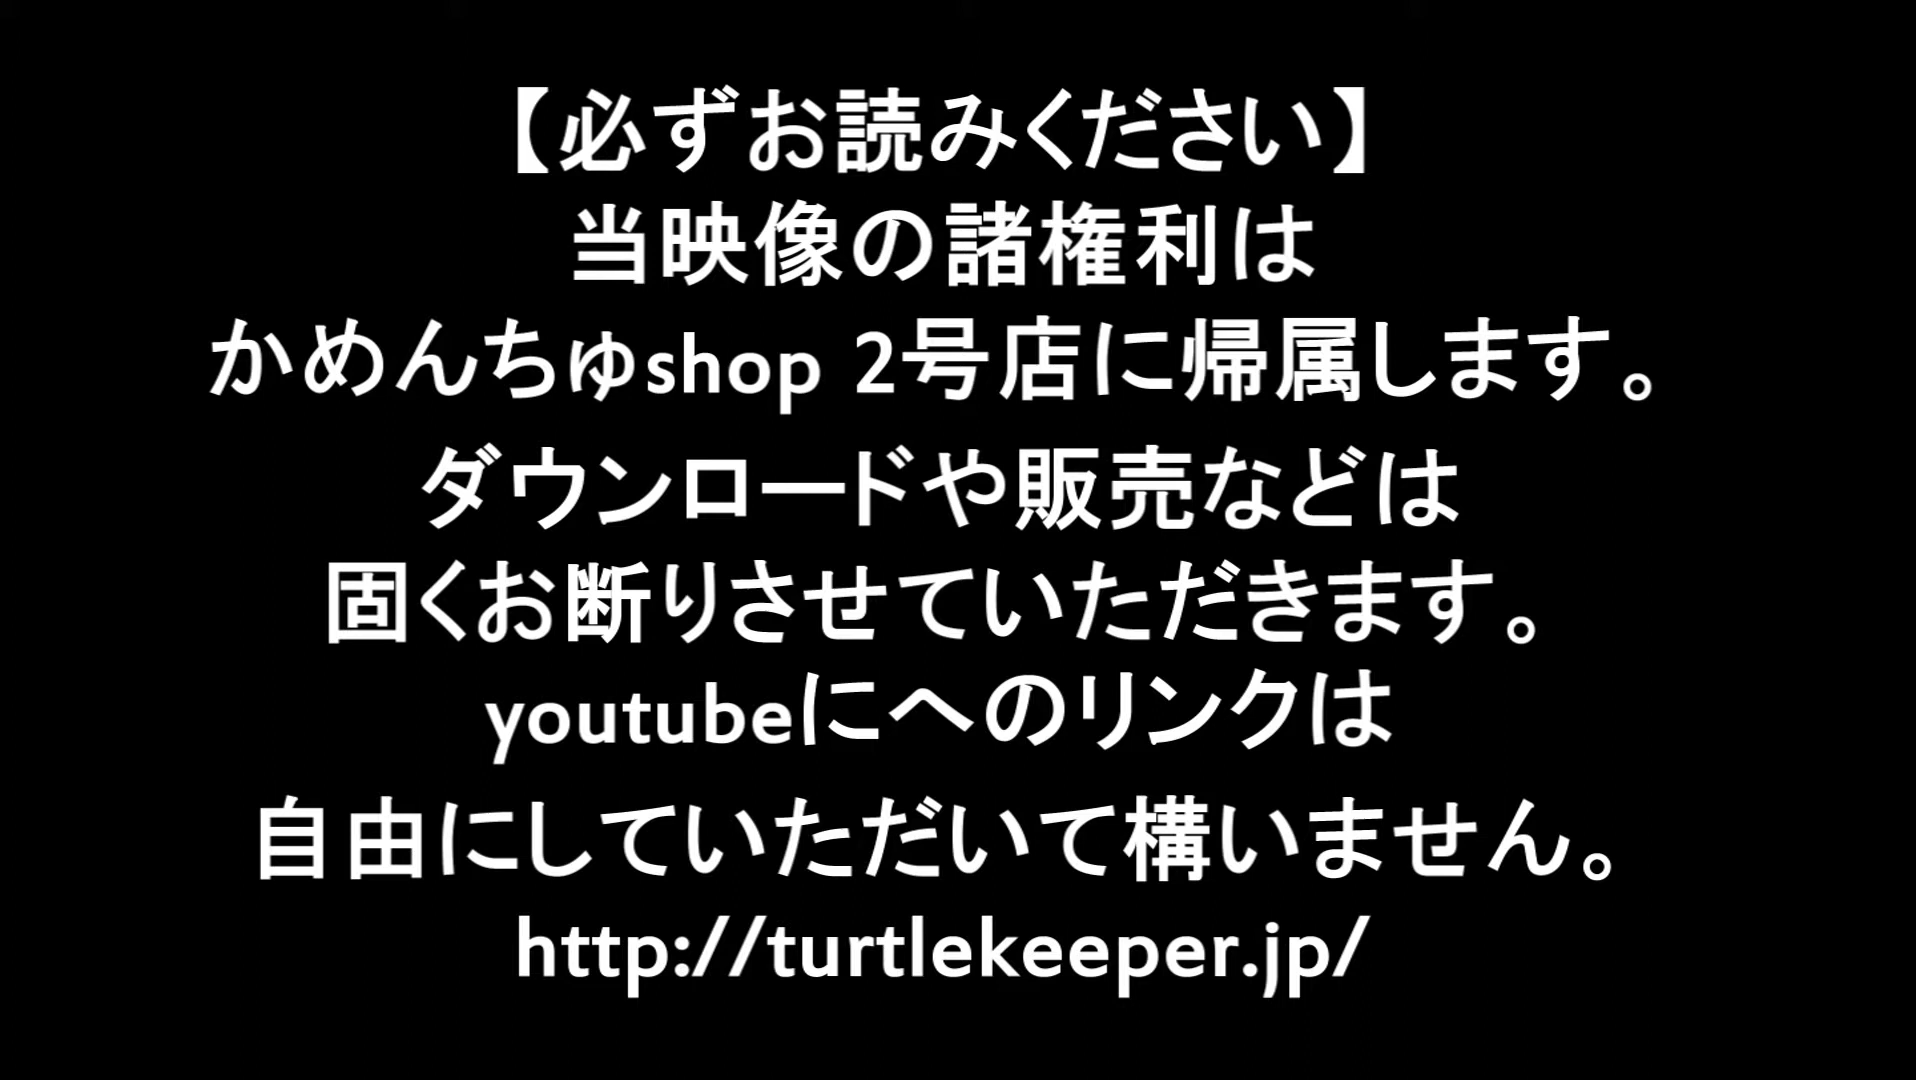 【必ずお読みください】
当映像の諸権利は
かめんちゅshop 2号店に帰属します。
ダウンロードや販売などは
固くお断りさせていただきます。
youtubeにへのリンクは
自由にしていただいて構いません。
http://turtlekeeper.jp/